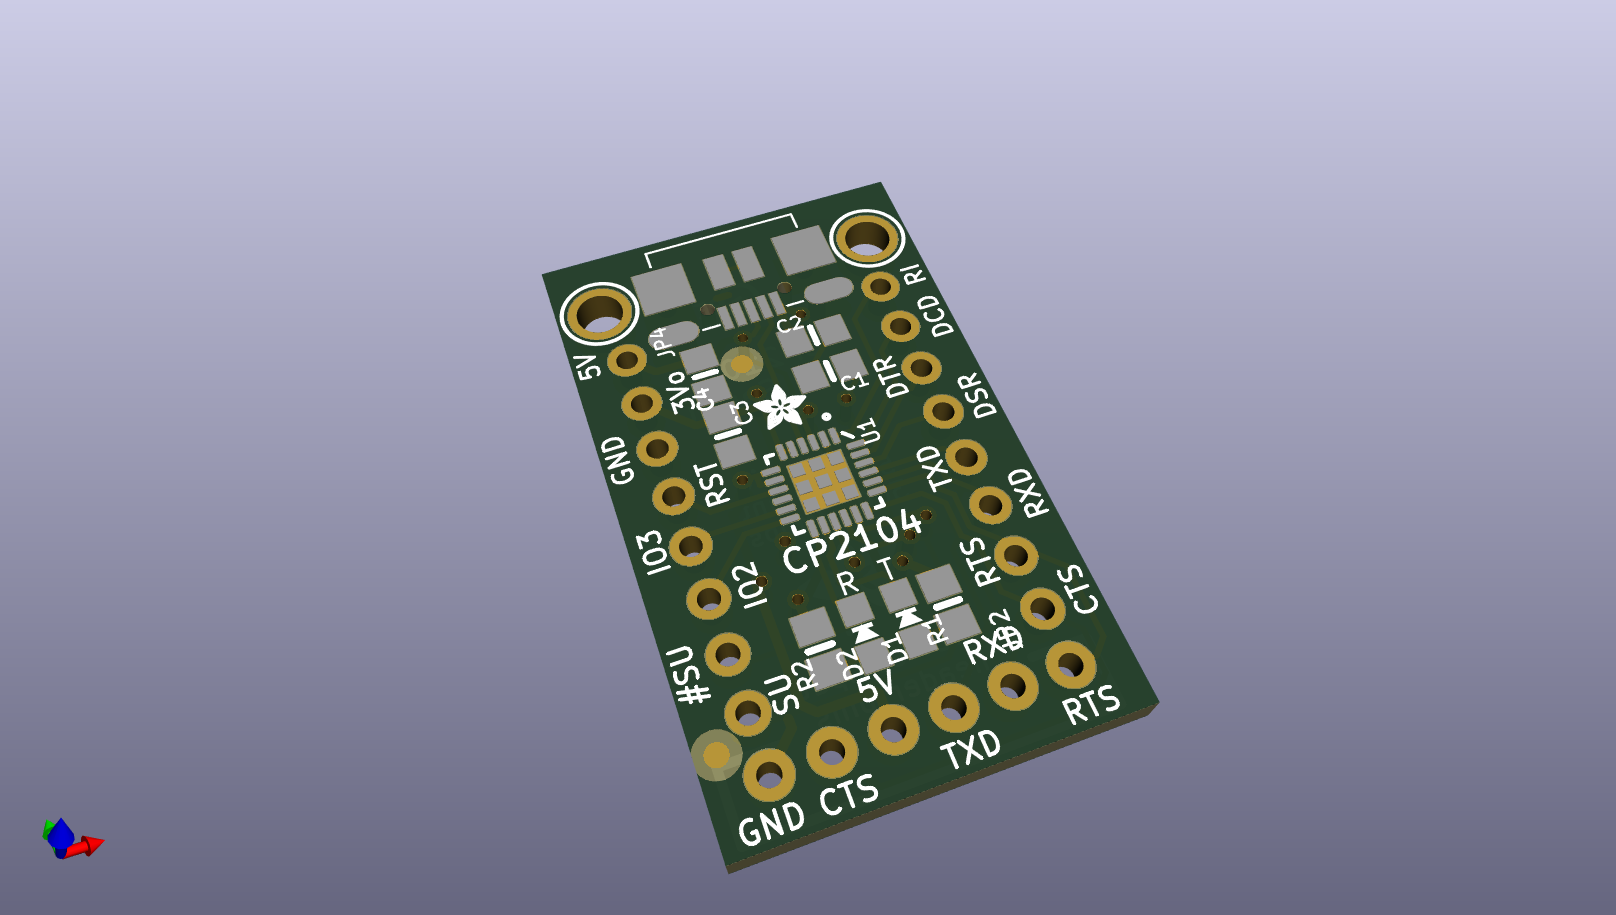 RI
DCD
C2
JP4
5V
DTR
C1
DSR
3Vo
C4
C3
U1
GND
TXD
RST
RXD
CP2104
IO3
RTS
IO2
R
T
CTS
R1
RXD
D1
D2
R2
#SU
SU
5V
RTS
TXD
CTS
GND